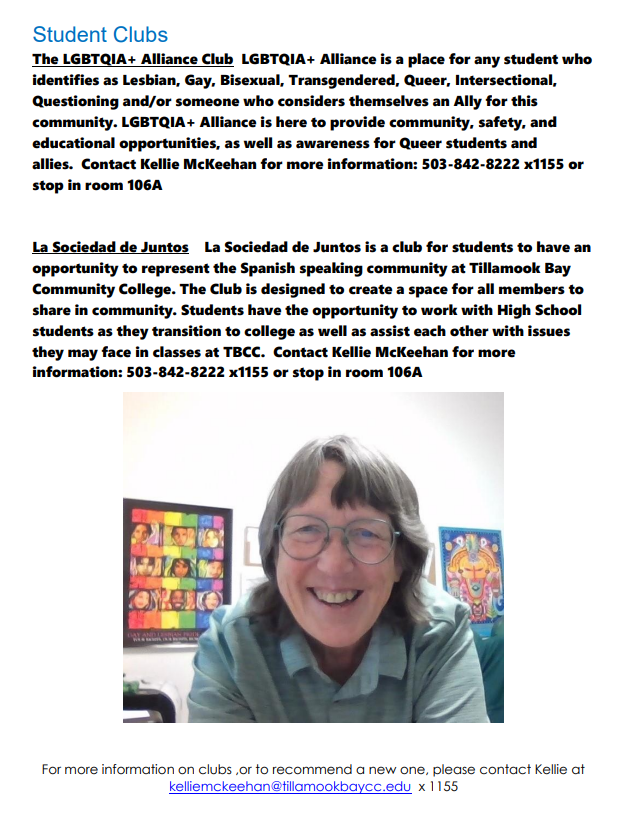 Student Clubs
The LGBTQIA+ Alliance Club  LGBTQIA+ Alliance is a place for any student who
identifies as Lesbian, Gay, Bisexual, Transgendered, Queer, Intersectional,
Questioning and/or someone who considers themselves an Ally for this
community. LGBTQIA+ Alliance is here to provide community, safety, and
educational opportunities, as well as awareness for Queer students and
allies.  Contact Kellie McKeehan for more information: 503-842-8222 x1155 or
stop in room 106A
La Sociedad de Juntos    La Sociedad de Juntos is a club for students to have an
opportunity to represent the Spanish speaking community at Tillamook Bay
Community College. The Club is designed to create a space for all members to
share in community. Students have the opportunity to work with High School
students as they transition to college as well as assist each other with issues
they may face in classes at TBCC.  Contact Kellie McKeehan for more
information: 503-842-8222 x1155 or stop in room 106A
GAY AND LESBIAN PRIDE
For more information on clubs ,or to recommend a new one, please contact Kellie at
kelliemckeehan@tillamookbaycc.edu  x 1155